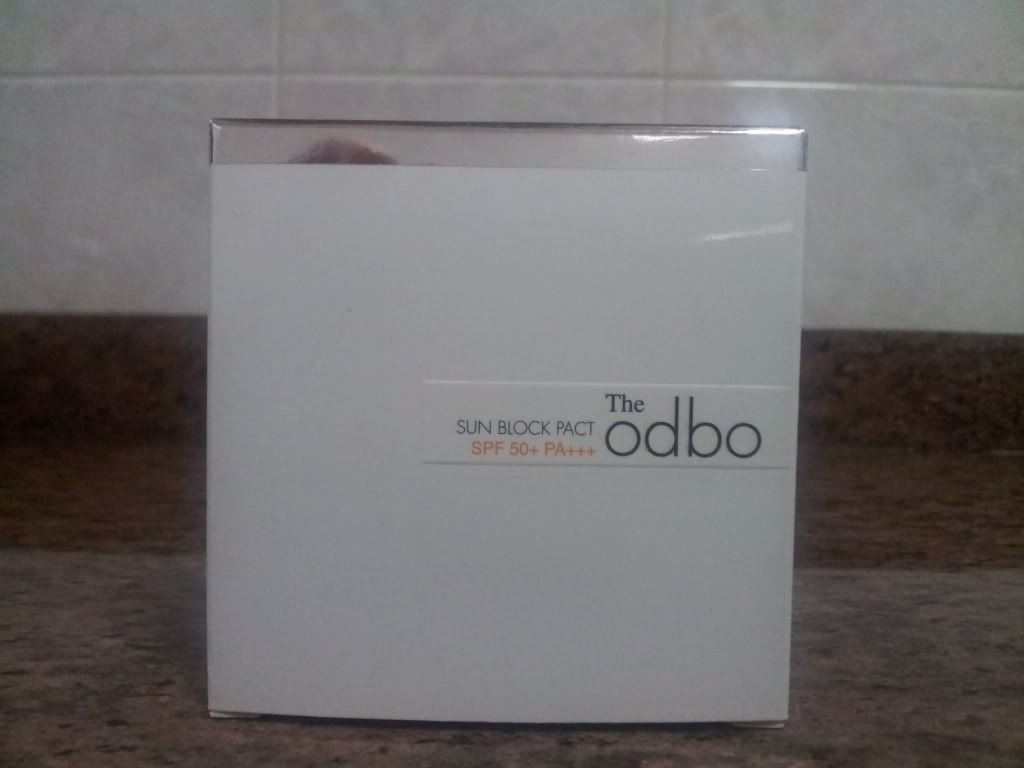 SUN BLOCK PACT
SPF 50+ PA+++
The
odbo